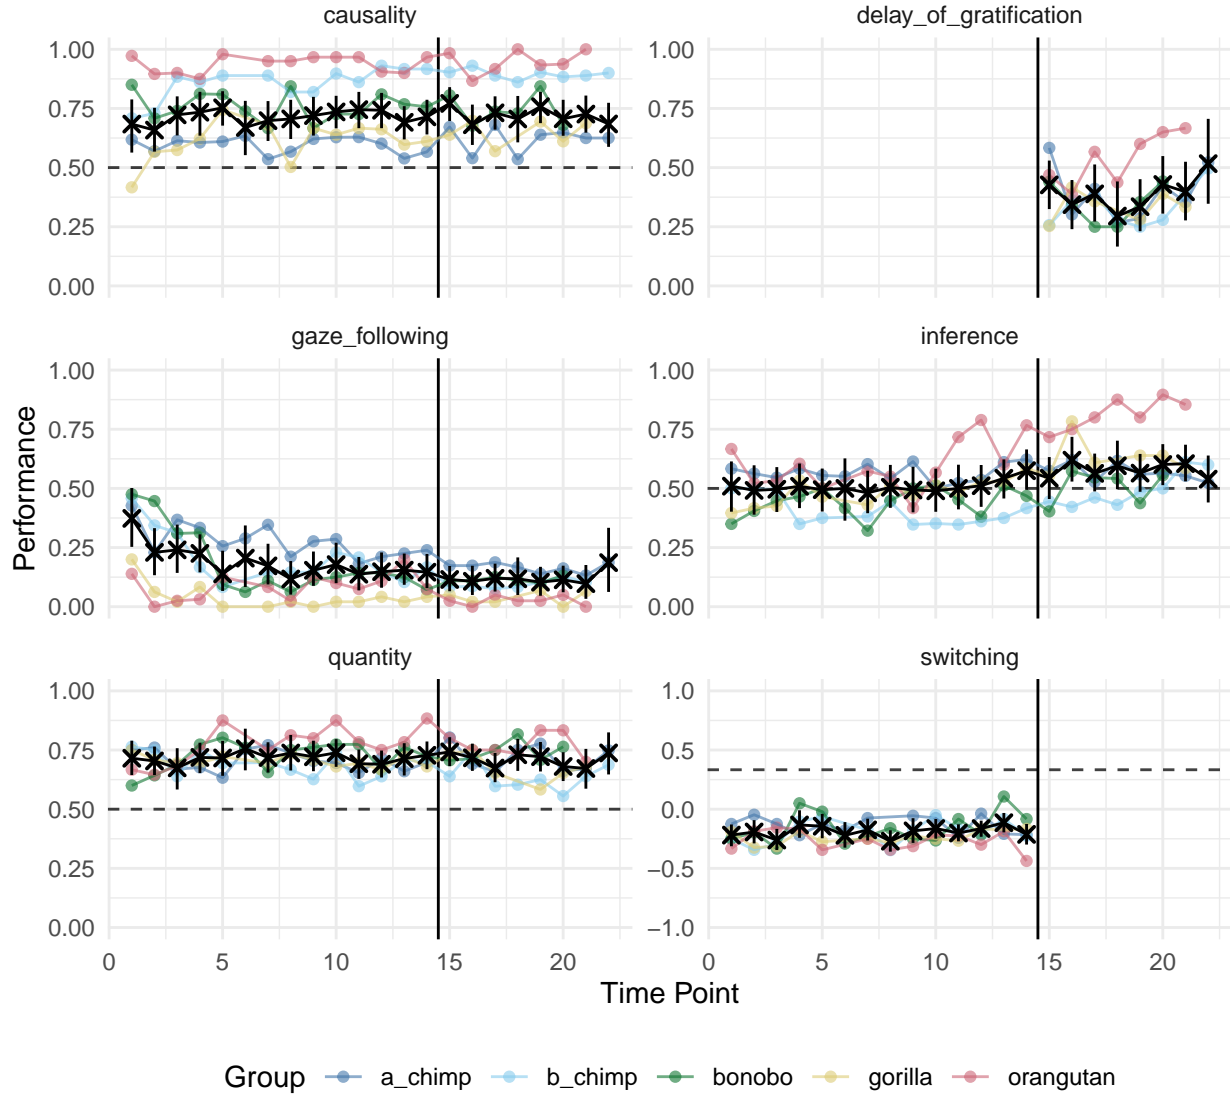 causality
delay_of_gratification
1.00
0.75
0.50
0.25
0.00
1.00
0.75
0.50
0.25
0.00
gaze_following
inference
1.00
0.75
0.50
0.25
0.00
1.00
0.75
0.50
0.25
0.00
Performance
quantity
switching
1.00
0.75
0.50
0.25
0.00
1.0
0.5
0.0
−0.5
−1.0
0 5 10 15 20
0 5 10 15 20
Time Point
Group a_chimp b_chimp bonobo gorilla orangutan